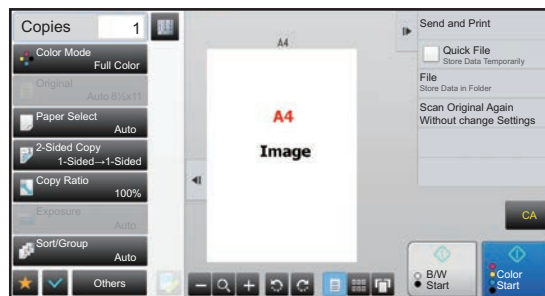 Copies 1
Color Mode
Full Color
Original
Auto 8½x11
Paper Select
Auto
2-Sided Copy
1-Sided→1-Sided
Copy Ratio
100%
Exposure
Auto
Sort/Group
Auto
Others
A4
A4
Image
Send and Print
Quick File
Store Data Temporarily
File
Store Data in Folder
Scan Original Again
Without change Settings
CA
B/W
Start
Color
Start